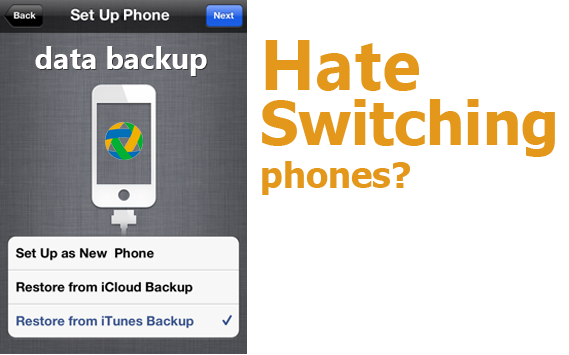 Back
Set Up Phone
Next
data backup
Set Up as New Phone
Restore from iCloud Backup
Restore from iTunes Backup
Hate
Switching
phones?